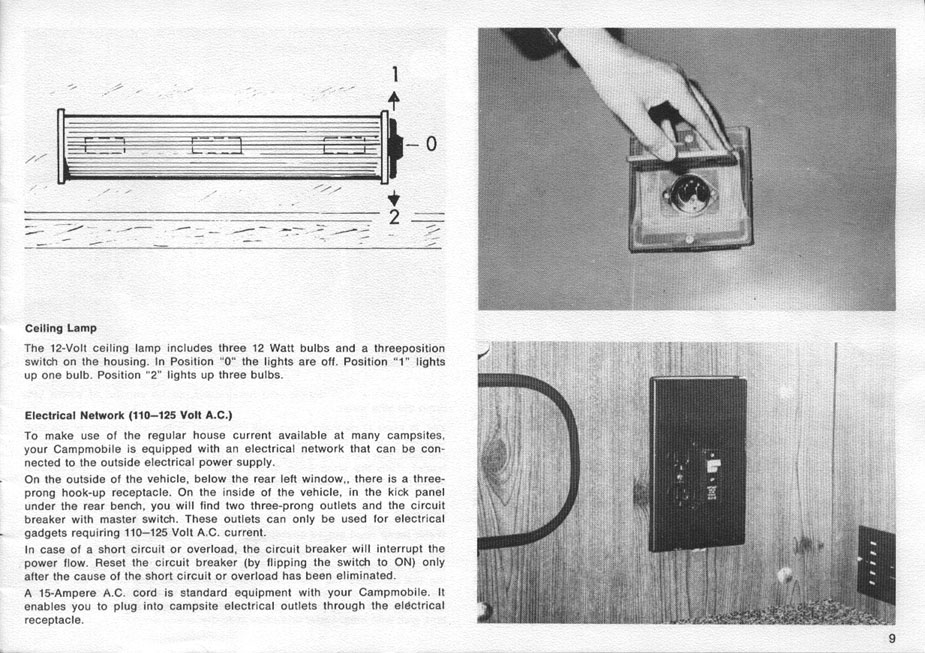 1
0
2
Ceiling Lamp
The 12-Volt ceiling lamp includes three 12 Watt bulbs and a threeposition
switch on the housing. In Position "0" the lights are off. Position "1" lights
up one bulb. Position "2" lights up three bulbs.
Electrical Network (110—125 Volt A.C.)
To make use of the regular house current available at many campsites,
your Campmobile is equipped with an electrical network that can be con-
nected to the outside electrical power supply.
On the outside of the vehicle, below the rear left window,, there is a three-
prong hook-up receptacle. On the inside of the vehicle, in the kick panel
under the rear bench, you will find two three-prong outlets and the circuit
breaker with master switch. These outlets can only be used for electrical
gadgets requiring 110—125 Volt A.C. current.
In case of a short circuit or overload, the circuit breaker will interrupt the
power flow. Reset the circuit breaker (by flipping the switch to ON) only
after the cause of the short circuit or overload has been eliminated.
A 15-Ampere A.C. cord is standard equipment with your Campmobile. It
enables you to plug into campsite electrical outlets through the electrical
receptacle.
9